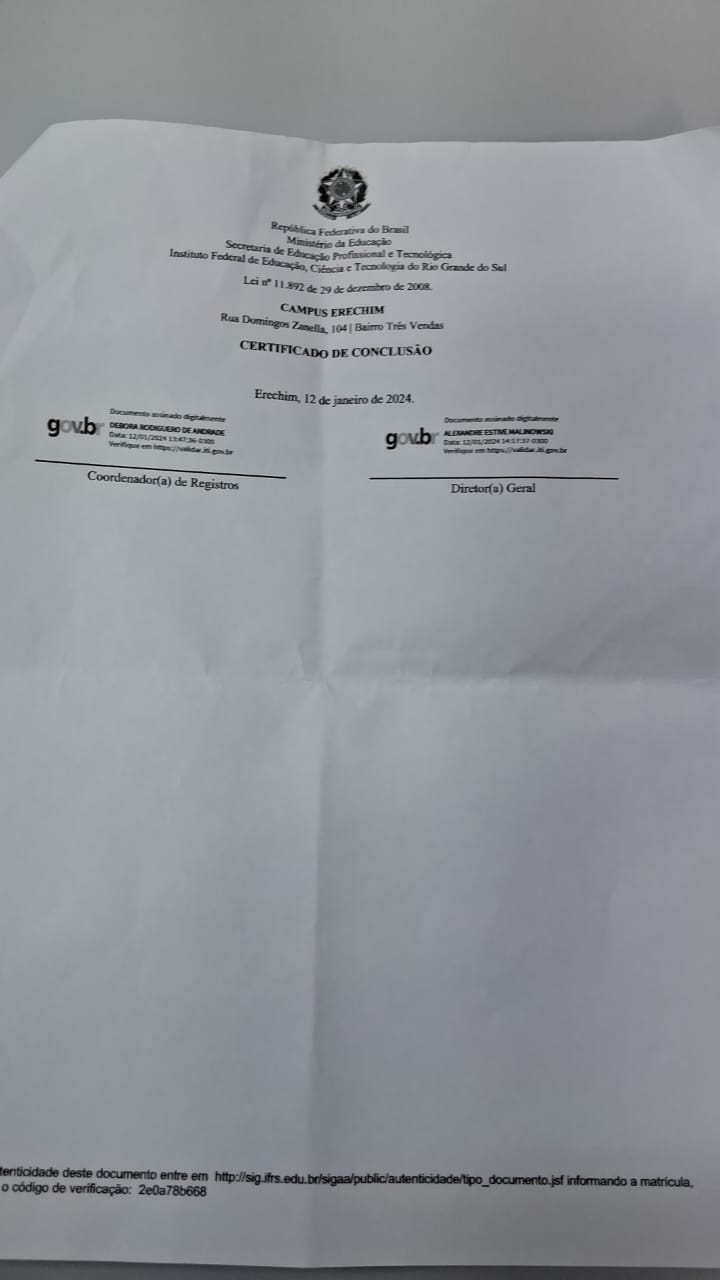 República Federativa do Brasil
Ministério da Educação
Secretaria de Educação Profissional e Tecnológica
Instituto Federal de Educação, Ciência e Tecnologia do Rio Grande do Sul
Lei nº 11.892 de 29 de dezembro de 2008.
CAMPUS ERECHIM
Rua Domingos Zanella, 104 | Bairro Três Vendas
CERTIFICADO DE CONCLUSÃO
Erechim, 12 de janeiro de 2024.
gov.br
Documento assinado digitalmente
DEBORA RODIGUERO DE ANDRADE
Data: 12/01/2024 13:47:36-0300
Verifique em https://validar.iti.gov.br
Coordenador(a) de Registros
gov.br
Documento assinado digitalmente
ALEXANDRE ESTIVE MALINOWSKI
Data: 12/01/2024 14:17:37-0300
Verifique em https://validar.iti.gov.br
Diretor(a) Geral
tenticidade deste documento entre em http://sig.ifrs.edu.br/sigaa/public/autenticidade/tipo_documento.jsf informando a matrícula,
o código de verificação: 2e0a78b668